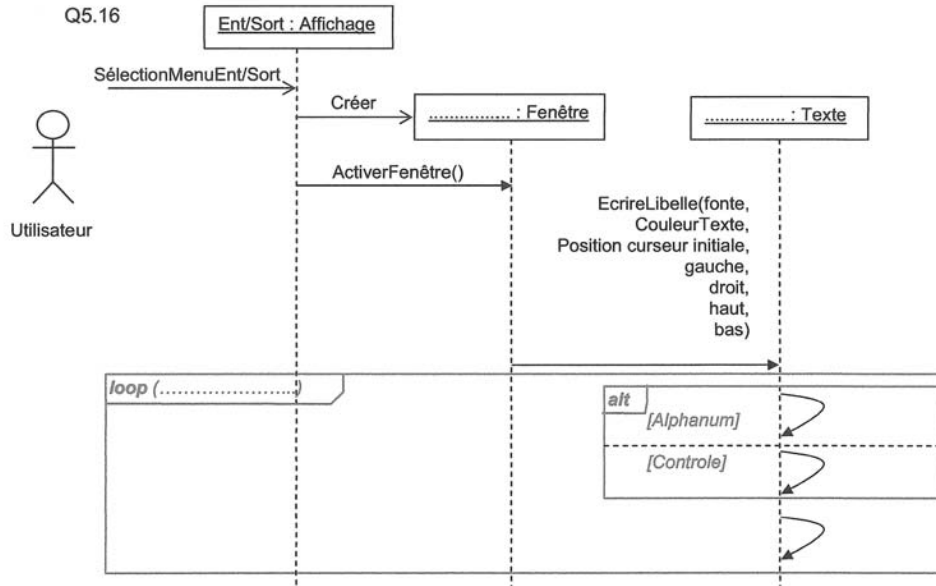 Q5.16
Ent/Sort : Affichage
SélectionMenuEnt/Sort
Créer
................ : Fenêtre
................ : Texte
ActiverFenêtre()
Utilisateur
EcrireLibelle(fonte,
CouleurTexte,
Position curseur initiale,
gauche,
droit,
haut,
bas)
loop (........................)
alt
[Alphanum]
[Controle]